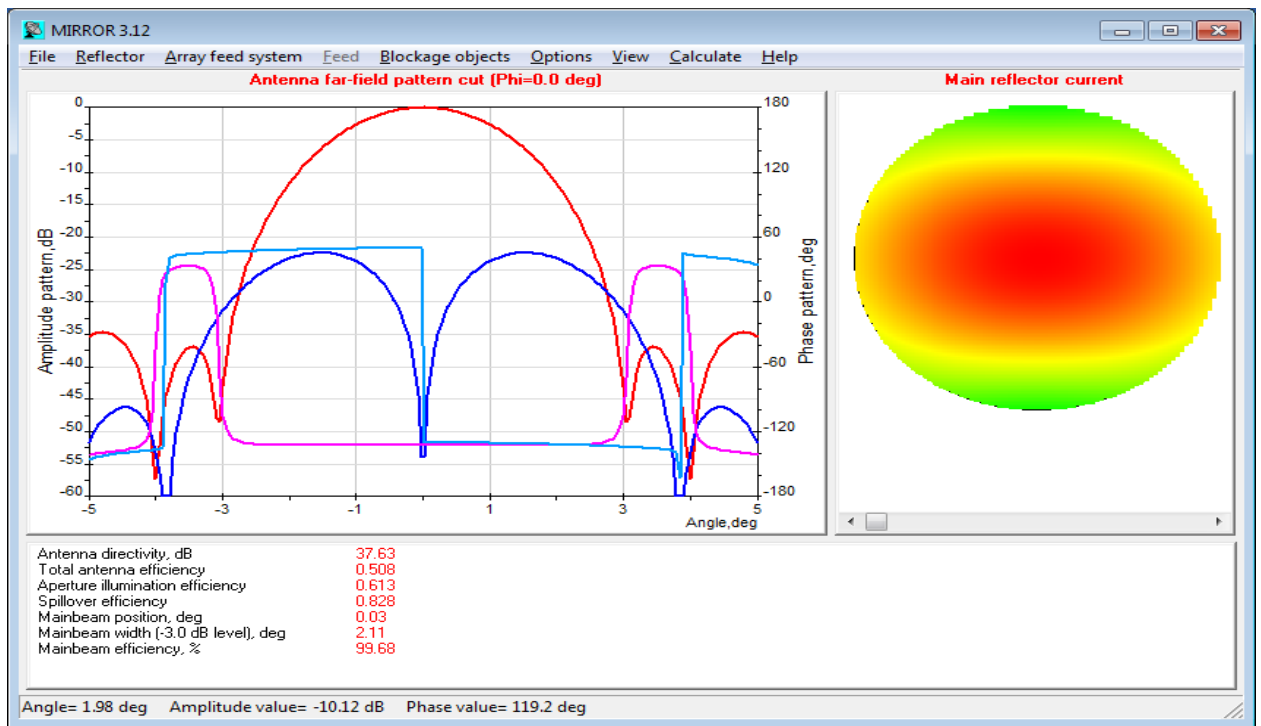 MIRROR 3.12
File Reflector Array feed system Feed Blockage objects Options View Calculate Help
Antenna far-field pattern cut (Phi=0.0 deg)
Main reflector current
0
-5
-10
-15
-20
-25
-30
-35
-40
-45
-50
-55
-60
Amplitude pattern,dB
180
120
60
0
-60
-120
-180
Phase pattern,deg
-5 -3 -1 1 3 5
Angle,deg
Antenna directivity, dB 37.63
Total antenna efficiency 0.508
Aperture illumination efficiency 0.613
Spillover efficiency 0.828
Mainbeam position, deg 0.03
Mainbeam width (-3.0 dB level), deg 2.11
Mainbeam efficiency, % 99.68
Angle= 1.98 deg Amplitude value= -10.12 dB Phase value= 119.2 deg